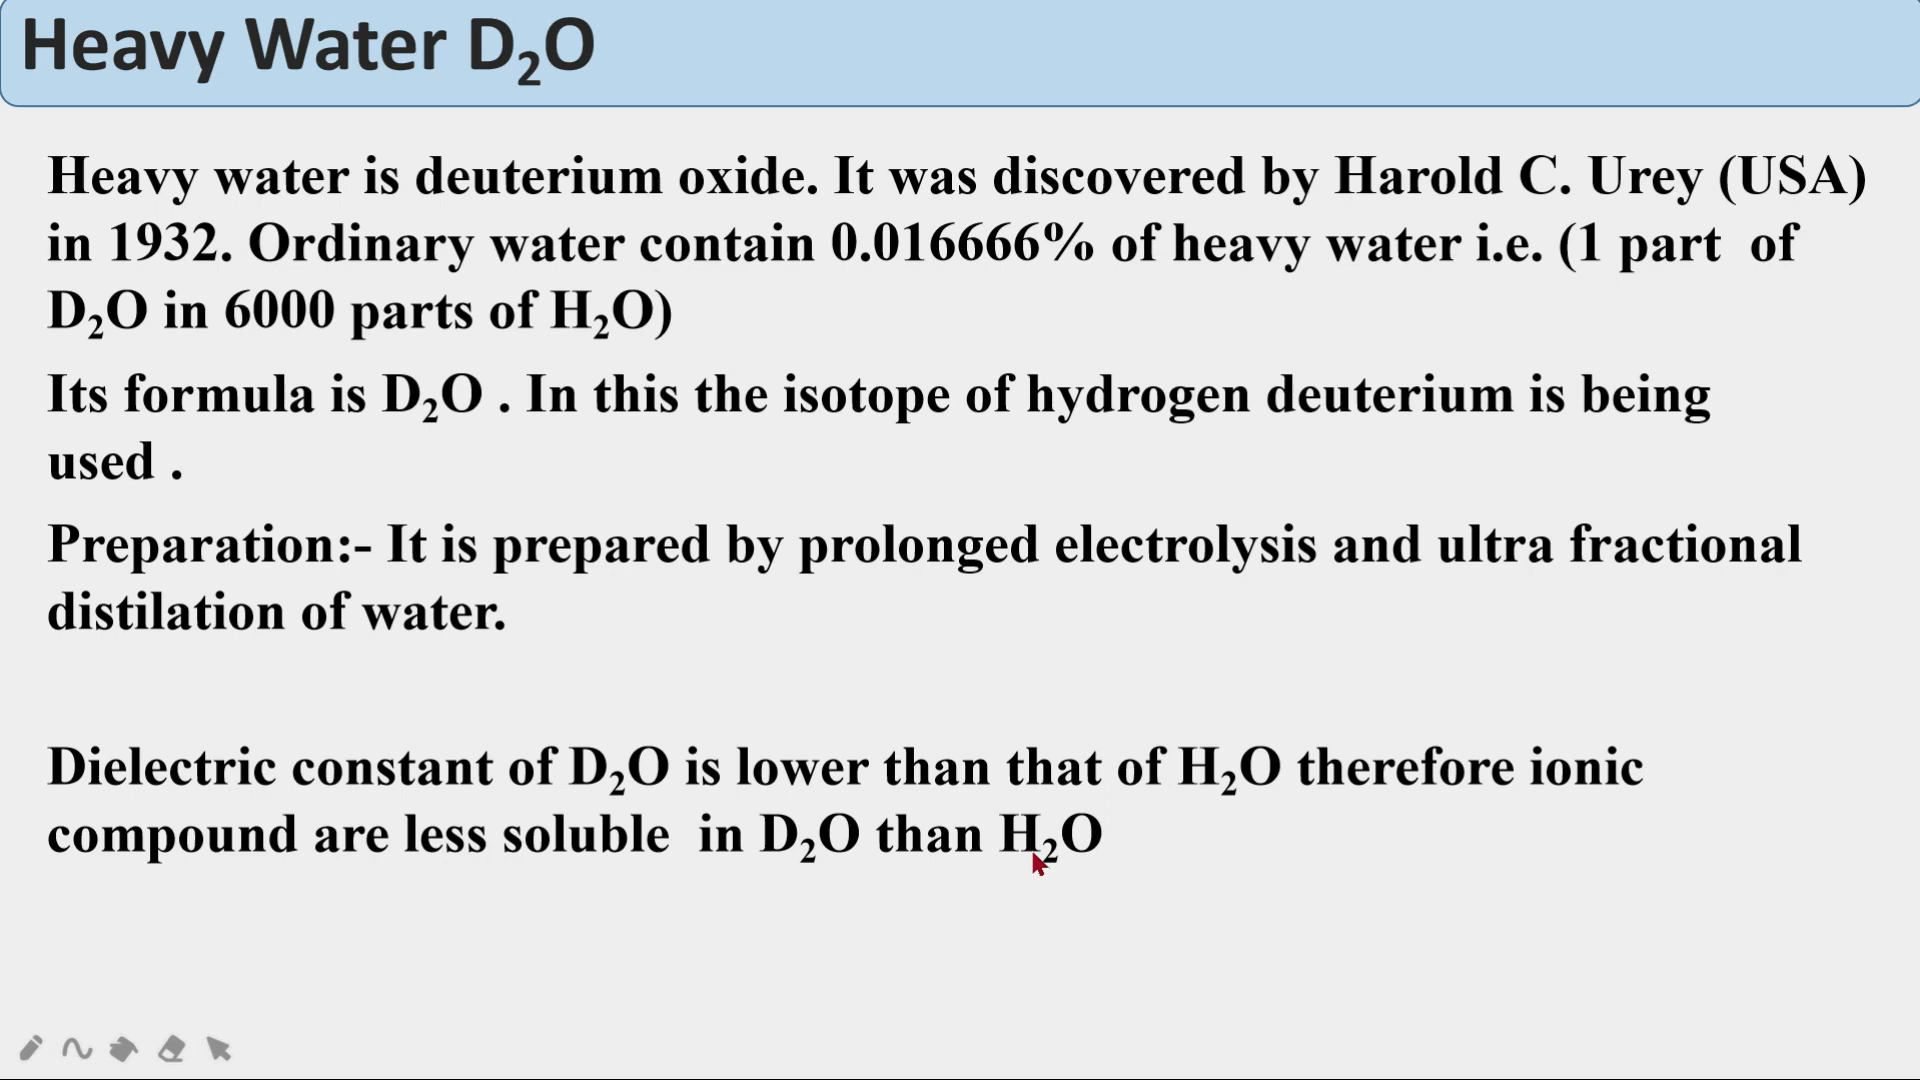 Heavy Water D₂O
Heavy water is deuterium oxide. It was discovered by Harold C. Urey (USA)
in 1932. Ordinary water contain 0.016666% of heavy water i.e. (1 part  of
D₂O in 6000 parts of H₂O)
Its formula is D₂O . In this the isotope of hydrogen deuterium is being
used .
Preparation:- It is prepared by prolonged electrolysis and ultra fractional
distilation of water.
Dielectric constant of D₂O is lower than that of H₂O therefore ionic
compound are less soluble  in D₂O than H₂O